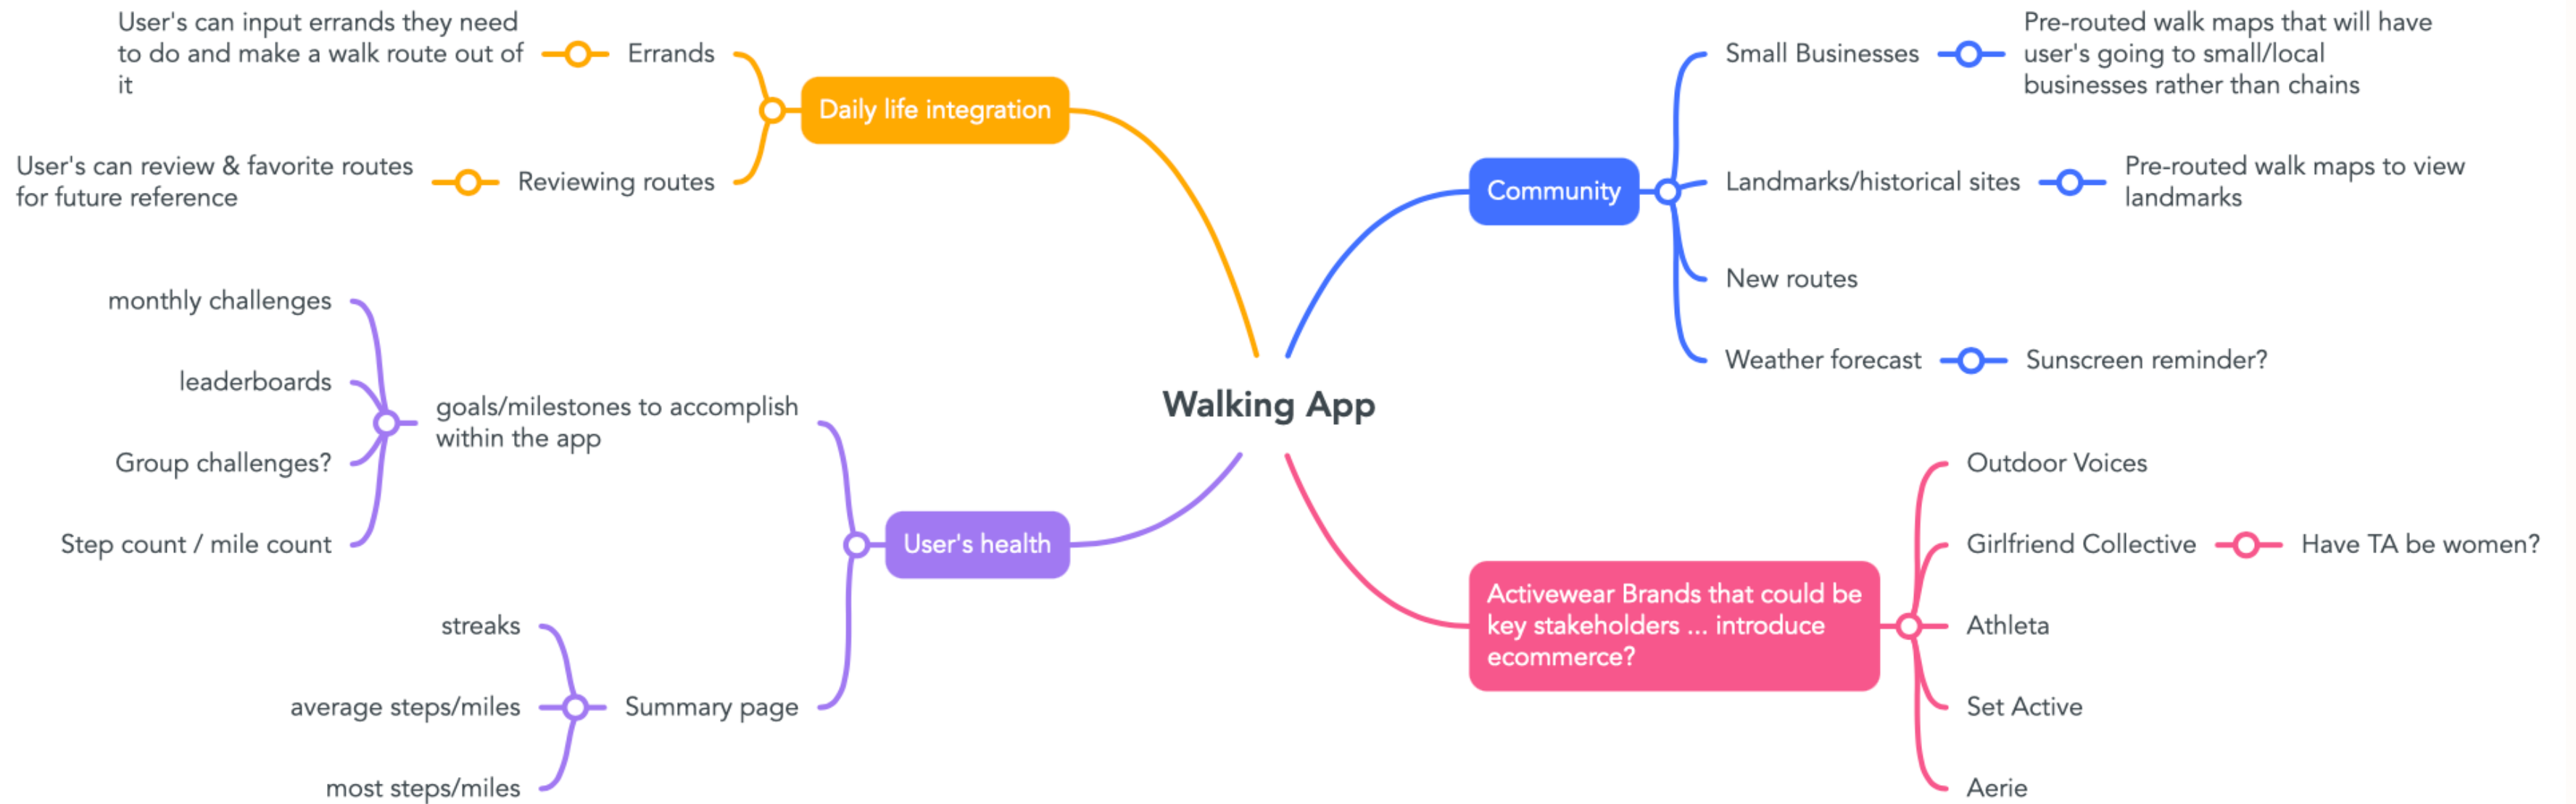 Walking App
Daily life integration
Errands
User's can input errands they need
to do and make a walk route out of
it
Reviewing routes
User's can review & favorite routes
for future reference
User's health
goals/milestones to accomplish
within the app
monthly challenges
leaderboards
Group challenges?
Step count / mile count
Summary page
streaks
average steps/miles
most steps/miles
Community
Small Businesses
Pre-routed walk maps that will have
user's going to small/local
businesses rather than chains
Landmarks/historical sites
Pre-routed walk maps to view
landmarks
New routes
Weather forecast
Sunscreen reminder?
Activewear Brands that could be
key stakeholders ... introduce
ecommerce?
Outdoor Voices
Girlfriend Collective
Have TA be women?
Athleta
Set Active
Aerie